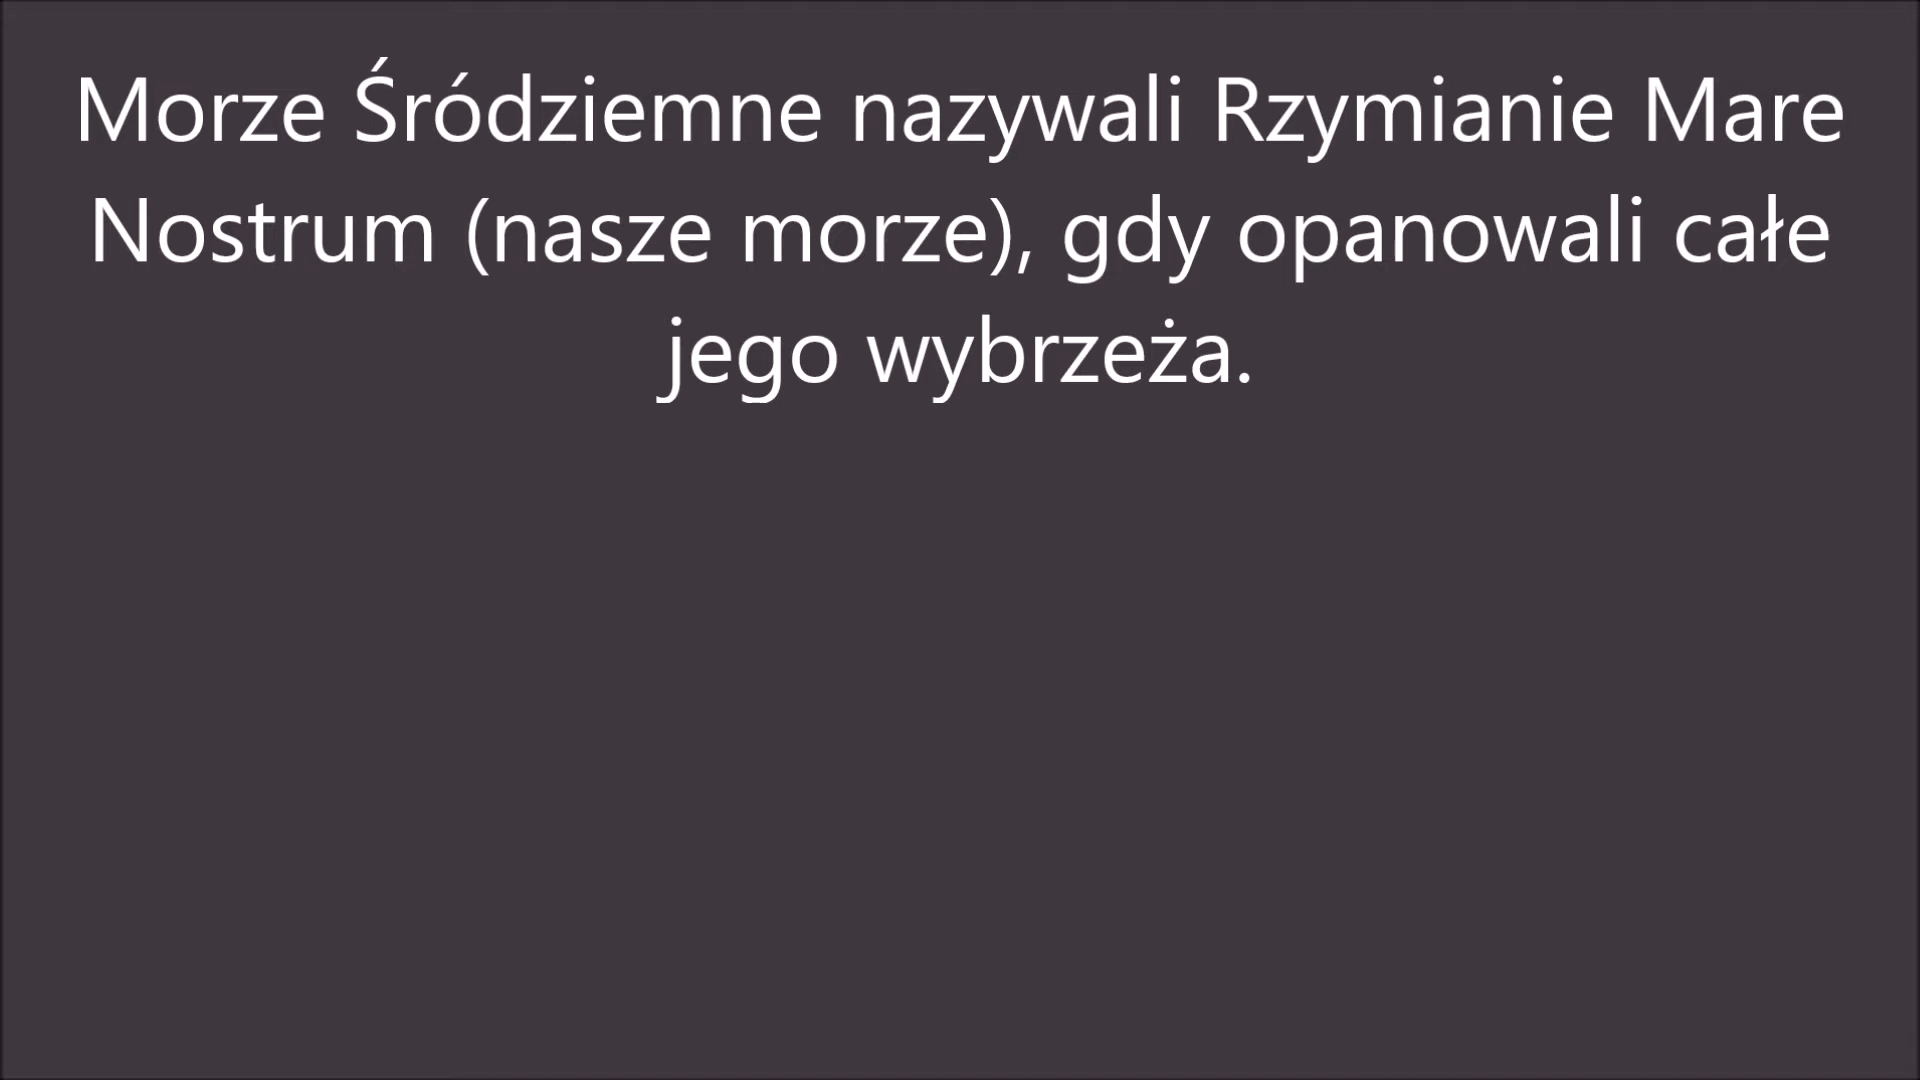 Morze Śródziemne nazywali Rzymianie Mare
Nostrum (nasze morze), gdy opanowali całe
jego wybrzeża.